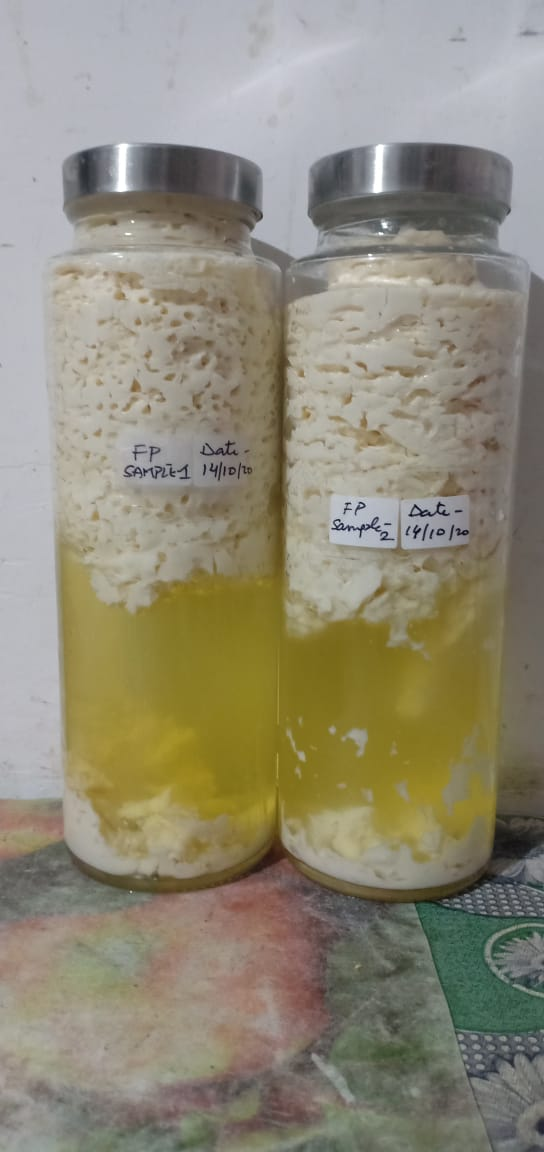 FP
SAMPLE-1
Date-
14/10/20
FP
Sample-
2
Date-
14/10/20